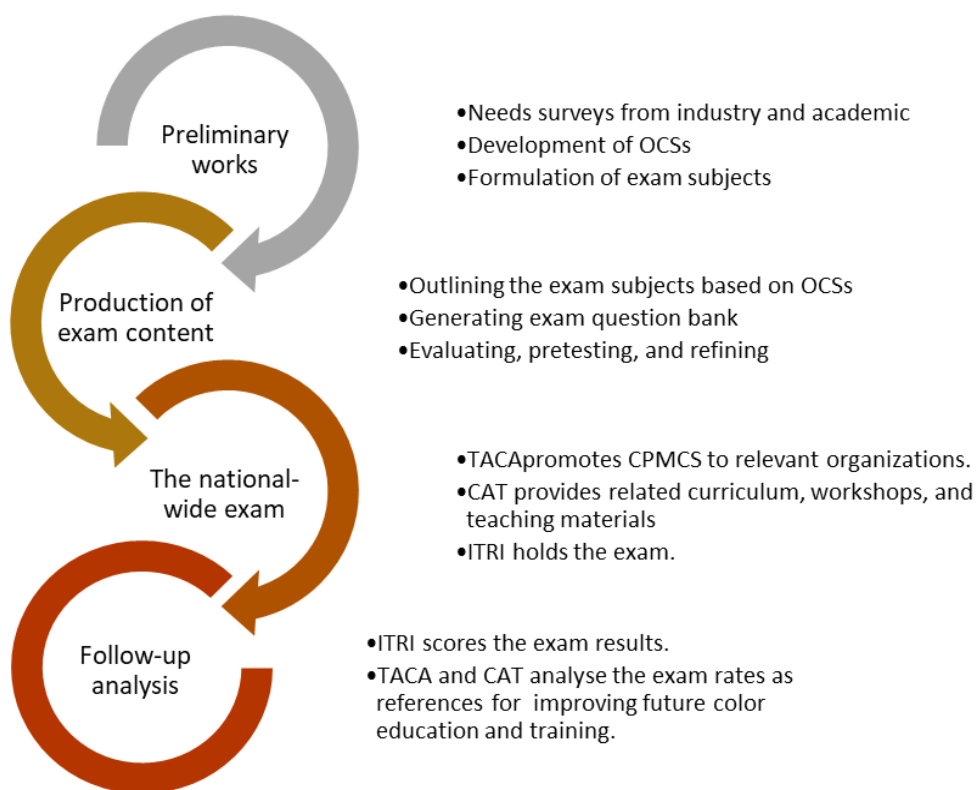 Preliminary
works
•Needs surveys from industry and academic
•Development of OCSs
•Formulation of exam subjects
Production of
exam content
•Outlining the exam subjects based on OCSs
•Generating exam question bank
•Evaluating, pretesting, and refining
The national-
wide exam
•TACApromotes CPMCS to relevant organizations.
•CAT provides related curriculum, workshops, and
teaching materials
•ITRI holds the exam.
Follow-up
analysis
•ITRI scores the exam results.
•TACA and CAT analyse the exam rates as
references for  improving future color
education and training.